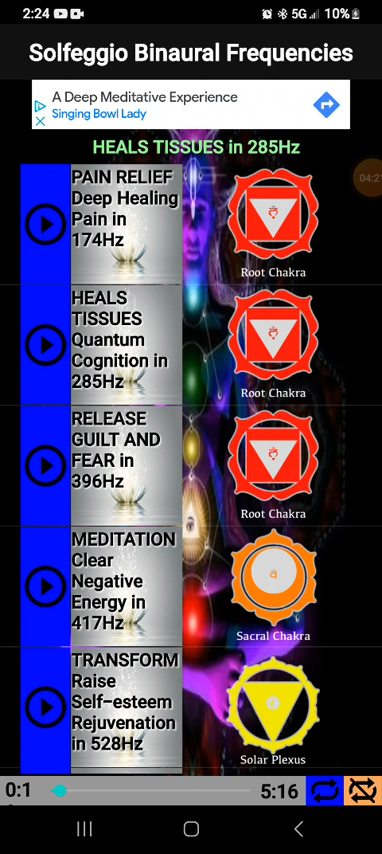 2:24 5G 10%
Solfeggio Binaural Frequencies
A Deep Meditative Experience
Singing Bowl Lady
HEALS TISSUES in 285Hz
04:21
PAIN RELIEF
Deep Healing
Pain in
174Hz
Root Chakra
HEALS
TISSUES
Quantum
Cognition in
285Hz
Root Chakra
RELEASE
GUILT AND
FEAR in
396Hz
Root Chakra
MEDITATION
Clear
Negative
Energy in
417Hz
Sacral Chakra
TRANSFORM
Raise
Self-esteem
Rejuvenation
in 528Hz
Solar Plexus
0:1
5:16